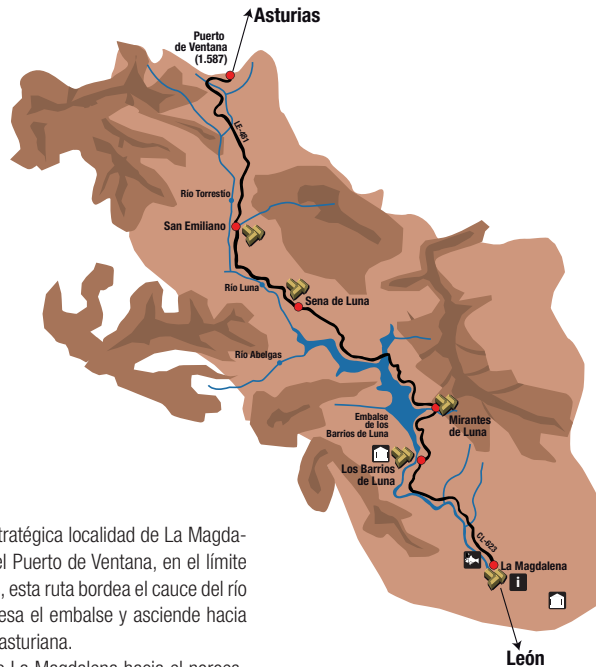 Asturias
Puerto
de Ventana
(1.587)
LE-481
Río Torrestío
San Emiliano
Río Luna
Sena de Luna
Río Abelgas
Embalse
de los
Barrios de Luna
Mirantes
de Luna
Los Barrios
de Luna
CL-623
La Magdalena
i
León
tratégica localidad de La Magda-
el Puerto de Ventana, en el límite
, esta ruta bordea el cauce del río
esa el embalse y asciende hacia
asturiana.